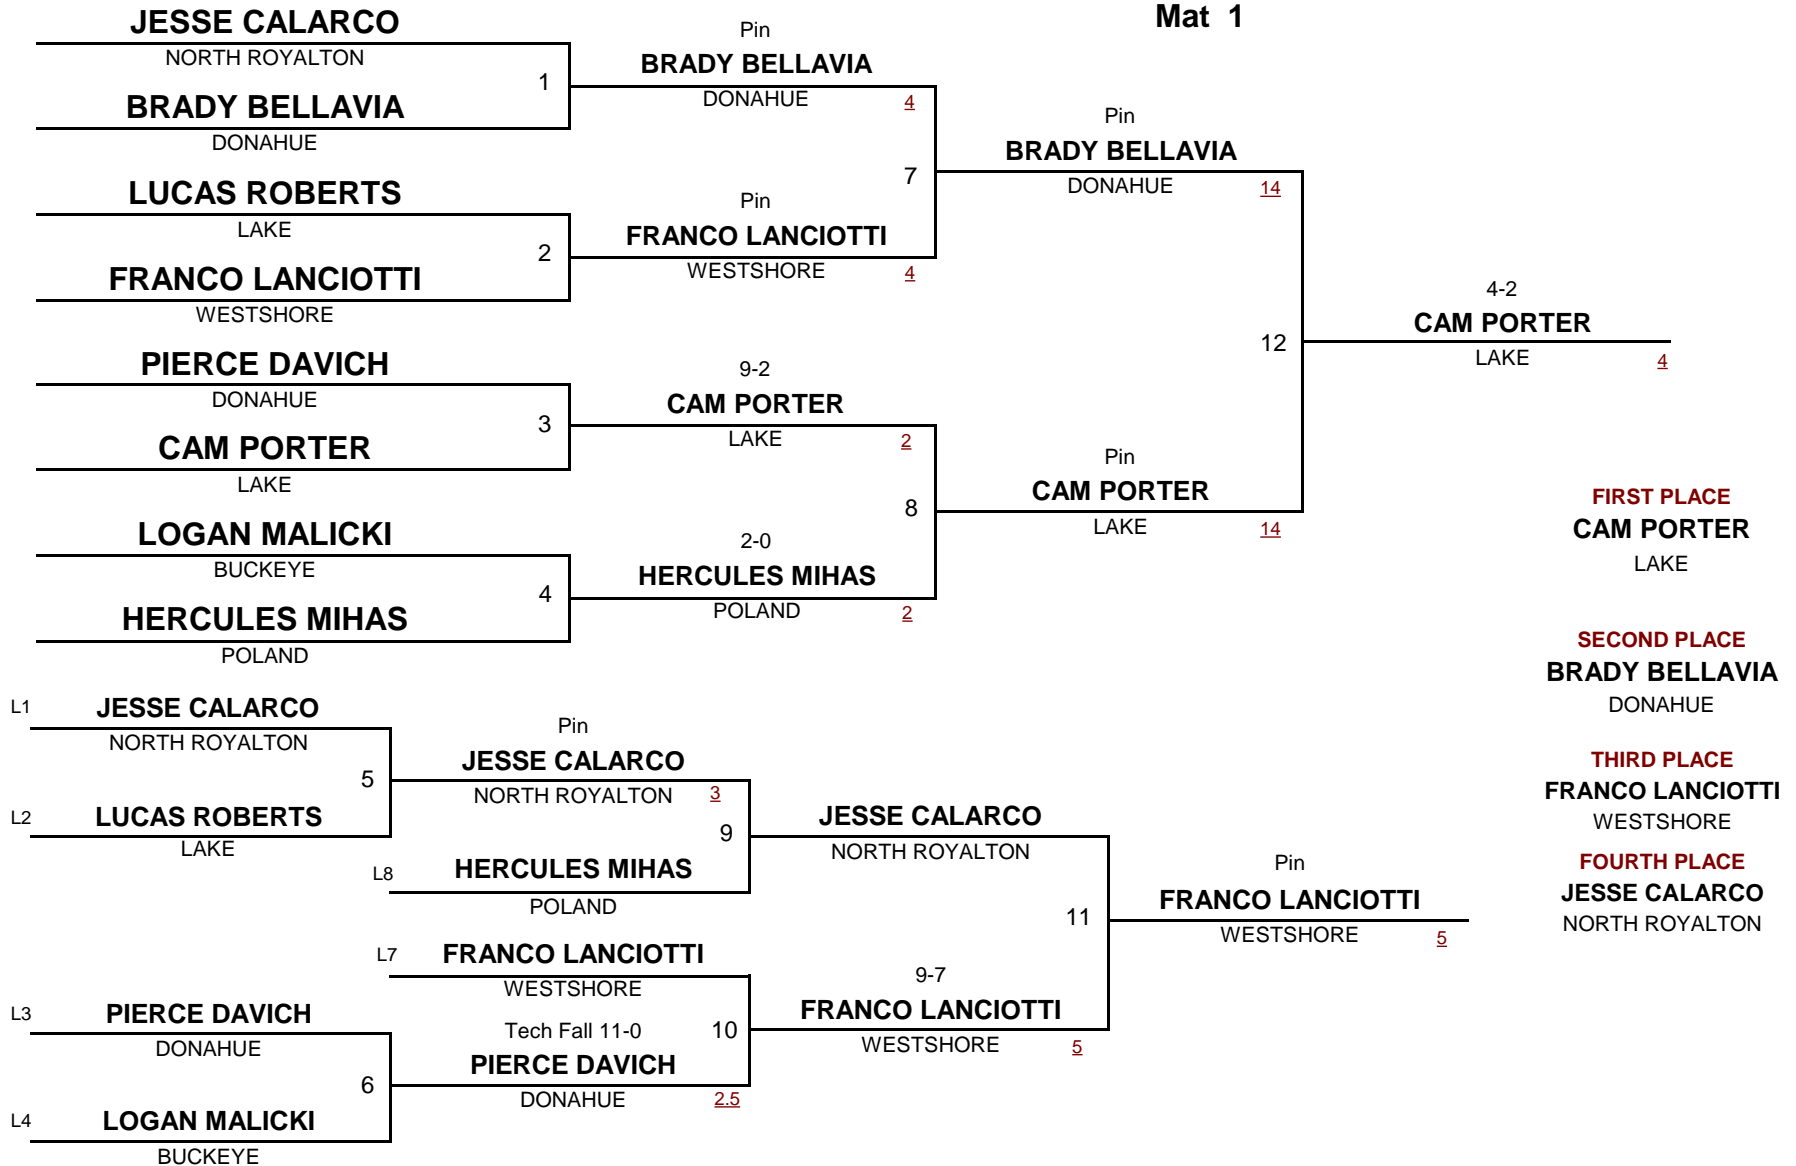 Mat 1
JESSE CALARCO
NORTH ROYALTON
1
BRADY BELLAVIA
DONAHUE
LUCAS ROBERTS
LAKE
2
FRANCO LANCIOTTI
WESTSHORE
PIERCE DAVICH
DONAHUE
3
CAM PORTER
LAKE
LOGAN MALICKI
BUCKEYE
4
HERCULES MIHAS
POLAND
Pin
BRADY BELLAVIA
DONAHUE 4
7
Pin
FRANCO LANCIOTTI
WESTSHORE 4
9-2
CAM PORTER
LAKE 2
8
2-0
HERCULES MIHAS
POLAND 2
Pin
BRADY BELLAVIA
DONAHUE 14
12
Pin
CAM PORTER
LAKE 14
4-2
CAM PORTER
LAKE 4
FIRST PLACE
CAM PORTER
LAKE
SECOND PLACE
BRADY BELLAVIA
DONAHUE
THIRD PLACE
FRANCO LANCIOTTI
WESTSHORE
FOURTH PLACE
JESSE CALARCO
NORTH ROYALTON
L1 JESSE CALARCO
NORTH ROYALTON
5
L2 LUCAS ROBERTS
LAKE
L3 PIERCE DAVICH
DONAHUE
6
L4 LOGAN MALICKI
BUCKEYE
Pin
JESSE CALARCO
NORTH ROYALTON 3
9
L8 HERCULES MIHAS
POLAND
L7 FRANCO LANCIOTTI
WESTSHORE
Tech Fall 11-0 10
PIERCE DAVICH
DONAHUE 2.5
JESSE CALARCO
NORTH ROYALTON
11
9-7
FRANCO LANCIOTTI
WESTSHORE 5
Pin
FRANCO LANCIOTTI
WESTSHORE 5